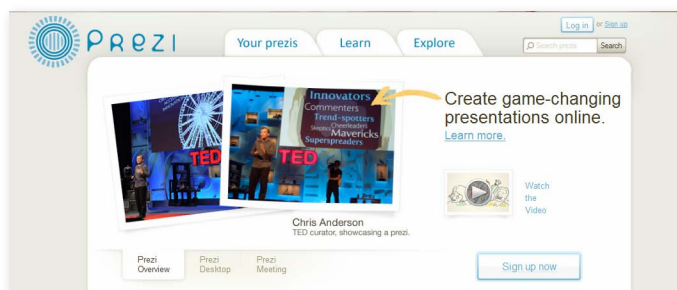 Log in or Sign up
PREZI
Your prezis Learn Explore
Search prezis Search
Innovators
Commenters
Trend-spotters
Skeptics Cheerleaders
Mavericks
Superspreaders
TED TED
Create game-changing
presentations online.
Learn more.
Watch
the
Video
Chris Anderson
TED curator, showcasing a prezi.
Prezi
Overview
Prezi
Desktop
Prezi
Meeting
Sign up now